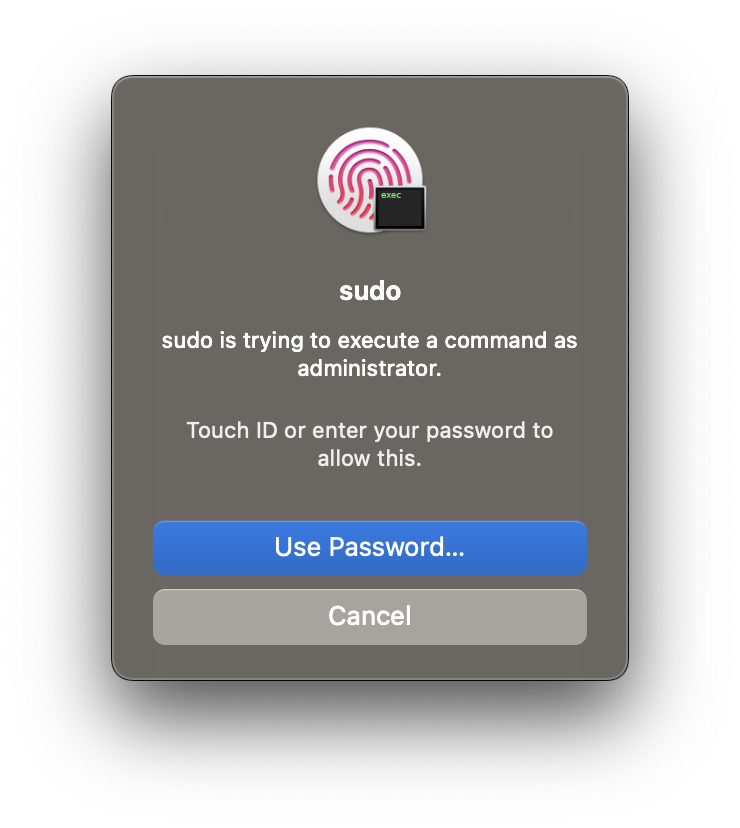 exec
sudo
sudo is trying to execute a command as
administrator.
Touch ID or enter your password to
allow this.
Use Password...
Cancel